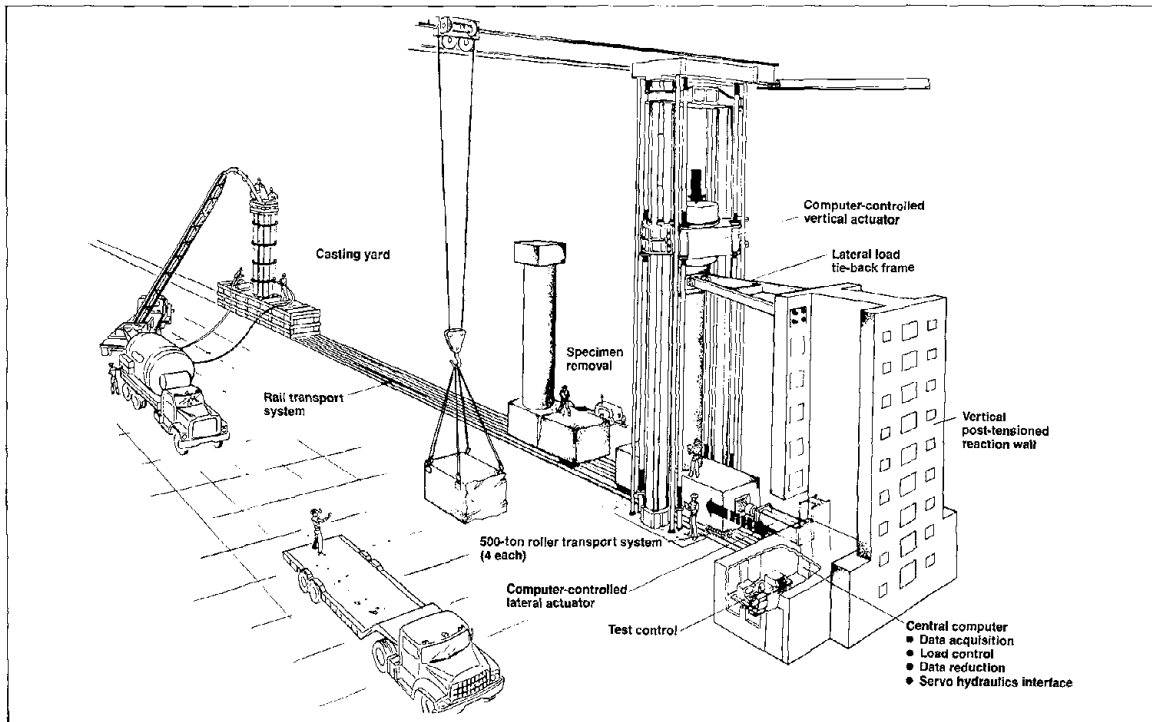 Computer-controlled
vertical actuator
Casting yard
Lateral load
tie-back frame
Specimen
removal
Rail transport
system
Vertical
post-tensioned
reaction wall
500-ton roller transport system
(4 each)
Computer-controlled
lateral actuator
Test control
Central computer
● Data acquisition
● Load control
● Data reduction
● Servo hydraulics interface